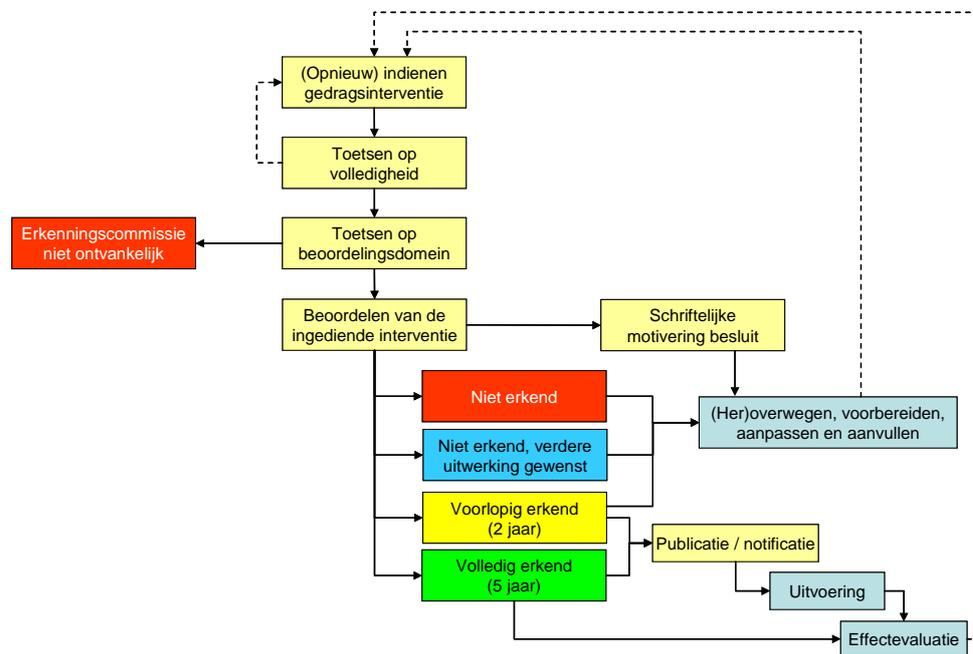 (Opnieuw) indienen
gedragsinterventie
Toetsen op
volledigheid
Erkenningscommissie
niet ontvankelijk
Toetsen op
beoordelingsdomein
Beoordelen van de
ingediende interventie
Schriftelijke
motivering besluit
Niet erkend
(Her)overwegen, voorbereiden,
aanpassen en aanvullen
Niet erkend, verdere
uitwerking gewenst
Voorlopig erkend
(2 jaar)
Publicatie / notificatie
Volledig erkend
(5 jaar)
Uitvoering
Effectevaluatie